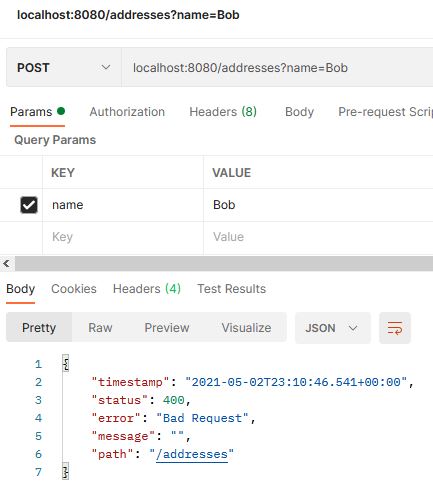 localhost:8080/addresses?name=Bob
POST localhost:8080/addresses?name=Bob
Params Authorization Headers (8) Body Pre-request Scrip
Query Params
KEY VALUE
name Bob
Key Value
Body Cookies Headers (4) Test Results
Pretty Raw Preview Visualize JSON
1 {
2 "timestamp": "2021-05-02T23:10:46.541+00:00",
3 "status": 400,
4 "error": "Bad Request",
5 "message": "",
6 "path": "/addresses"
7 }